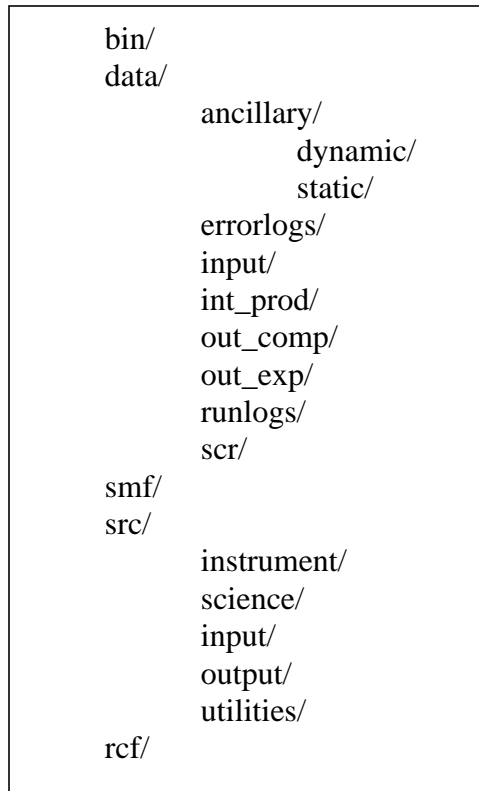 bin/
data/
ancillary/
dynamic/
static/
errorlogs/
input/
int_prod/
out_comp/
out_exp/
runlogs/
scr/
smf/
src/
instrument/
science/
input/
output/
utilities/
rcf/